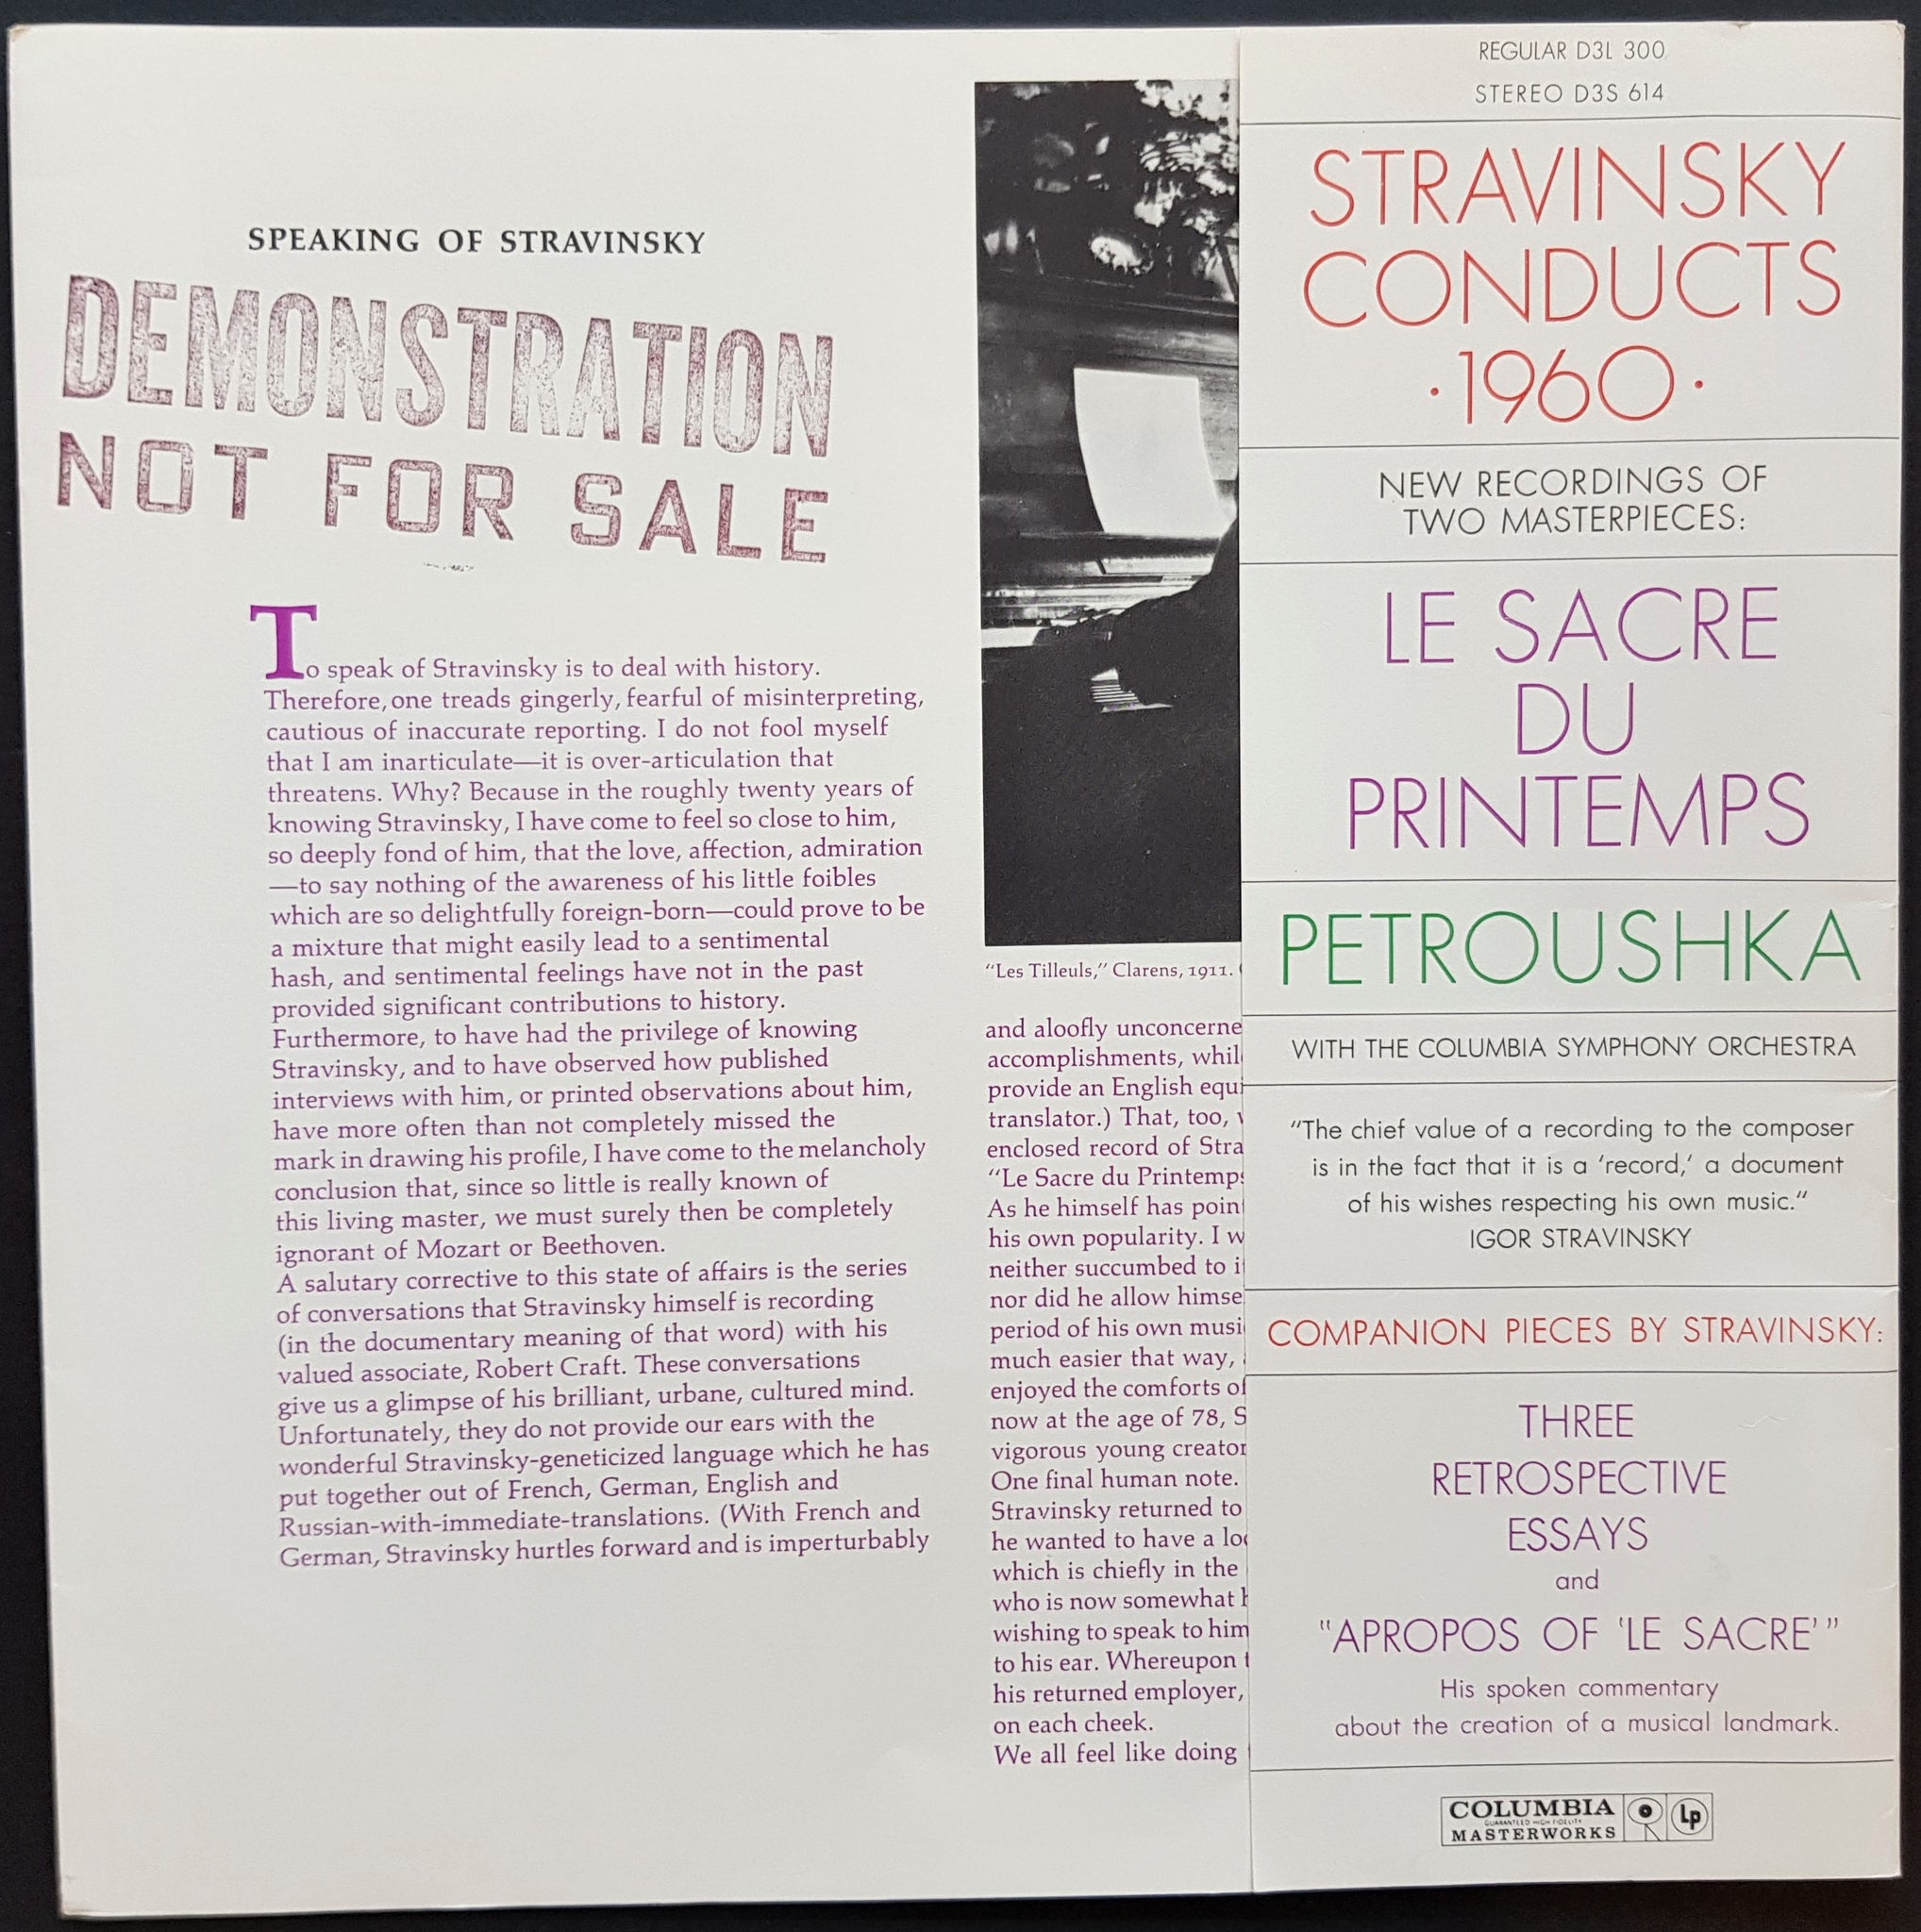 SPEAKING OF STRAVINSKY
DEMONSTRATION
NOT FOR SALE
To speak of Stravinsky is to deal with history.
Therefore, one treads gingerly, fearful of misinterpreting,
cautious of inaccurate reporting. I do not fool myself
that I am inarticulate—it is over-articulation that
threatens. Why? Because in the roughly twenty years of
knowing Stravinsky, I have come to feel so close to him,
so deeply fond of him, that the love, affection, admiration
—to say nothing of the awareness of his little foibles
which are so delightfully foreign-born—could prove to be
a mixture that might easily lead to a sentimental
hash, and sentimental feelings have not in the past
provided significant contributions to history.
Furthermore, to have had the privilege of knowing
Stravinsky, and to have observed how published
interviews with him, or printed observations about him,
have more often than not completely missed the
mark in drawing his profile, I have come to the melancholy
conclusion that, since so little is really known of
this living master, we must surely then be completely
ignorant of Mozart or Beethoven.
A salutary corrective to this state of affairs is the series
of conversations that Stravinsky himself is recording
(in the documentary meaning of that word) with his
valued associate, Robert Craft. These conversations
give us a glimpse of his brilliant, urbane, cultured mind.
Unfortunately, they do not provide our ears with the
wonderful Stravinsky-geneticized language which he has
put together out of French, German, English and
Russian-with-immediate-translations. (With French and
German, Stravinsky hurtles forward and is imperturbably
"Les Tilleuls," Clarens, 1911.
and aloofly unconcerne
accomplishments, whil
provide an English equi
translator.) That, too,
enclosed record of Stra
"Le Sacre du Printemp
As he himself has poin
his own popularity. I w
neither succumbed to i
nor did he allow himse
period of his own musi
much easier that way,
enjoyed the comforts of
now at the age of 78, S
vigorous young creator
One final human note.
Stravinsky returned to
he wanted to have a lo
which is chiefly in the
who is now somewhat h
wishing to speak to him
to his ear. Whereupon t
his returned employer,
on each cheek.
We all feel like doing
REGULAR D3L 300
STEREO D3S 614
STRAVINSKY
CONDUCTS
·1960·
NEW RECORDINGS OF
TWO MASTERPIECES:
LE SACRE
DU
PRINTEMPS
PETROUSHKA
WITH THE COLUMBIA SYMPHONY ORCHESTRA
"The chief value of a recording to the composer
is in the fact that it is a 'record,' a document
of his wishes respecting his own music."
IGOR STRAVINSKY
COMPANION PIECES BY STRAVINSKY:
THREE
RETROSPECTIVE
ESSAYS
and
"APROPOS OF 'LE SACRE'"
His spoken commentary
about the creation of a musical landmark.
COLUMBIA
GUARANTEED HIGH FIDELITY
MASTERWORKS
Lp